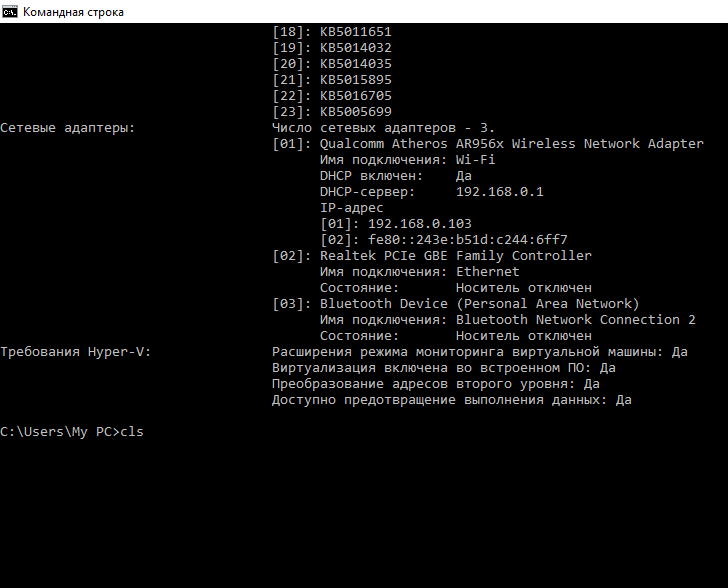 Командная строка
[18]: KB5011651
[19]: KB5014032
[20]: KB5014035
[21]: KB5015895
[22]: KB5016705
[23]: KB5005699
Сетевые адаптеры: Число сетевых адаптеров - 3.
[01]: Qualcomm Atheros AR956x Wireless Network Adapter
Имя подключения: Wi-Fi
DHCP включен: Да
DHCP-сервер: 192.168.0.1
IP-адрес
[01]: 192.168.0.103
[02]: fe80::243e:b51d:c244:6ff7
[02]: Realtek PCIe GBE Family Controller
Имя подключения: Ethernet
Состояние: Носитель отключен
[03]: Bluetooth Device (Personal Area Network)
Имя подключения: Bluetooth Network Connection 2
Состояние: Носитель отключен
Требования Hyper-V: Расширения режима мониторинга виртуальной машины: Да
Виртуализация включена во встроенном ПО: Да
Преобразование адресов второго уровня: Да
Доступно предотвращение выполнения данных: Да
C:\Users\My PC>cls